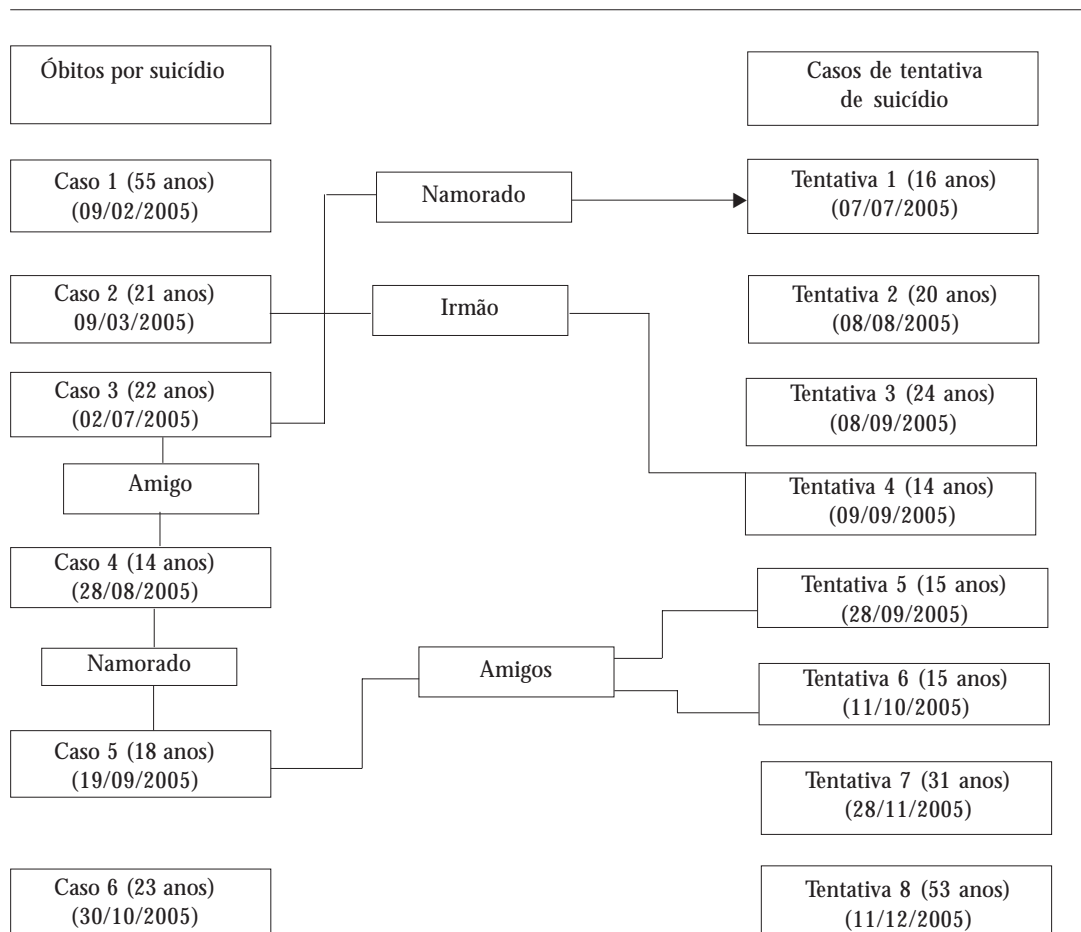 Óbitos por suicídio
Casos de tentativa
de suicídio
Caso 1 (55 anos)
(09/02/2005)
Namorado
Tentativa 1 (16 anos)
(07/07/2005)
Caso 2 (21 anos)
09/03/2005)
Irmão
Tentativa 2 (20 anos)
(08/08/2005)
Caso 3 (22 anos)
(02/07/2005)
Tentativa 3 (24 anos)
(08/09/2005)
Amigo
Tentativa 4 (14 anos)
(09/09/2005)
Caso 4 (14 anos)
(28/08/2005)
Tentativa 5 (15 anos)
(28/09/2005)
Namorado
Amigos
Tentativa 6 (15 anos)
(11/10/2005)
Caso 5 (18 anos)
(19/09/2005)
Tentativa 7 (31 anos)
(28/11/2005)
Caso 6 (23 anos)
(30/10/2005)
Tentativa 8 (53 anos)
(11/12/2005)